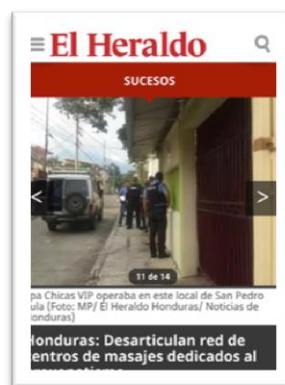 El Heraldo
SUCESOS
< >
11 de 14
pa Chicas VIP operaba en este local de San Pedro
ula (Foto: MP/ El Heraldo Honduras/ Noticias de
onduras)
Honduras: Desarticulan red de
centros de masajes dedicados al